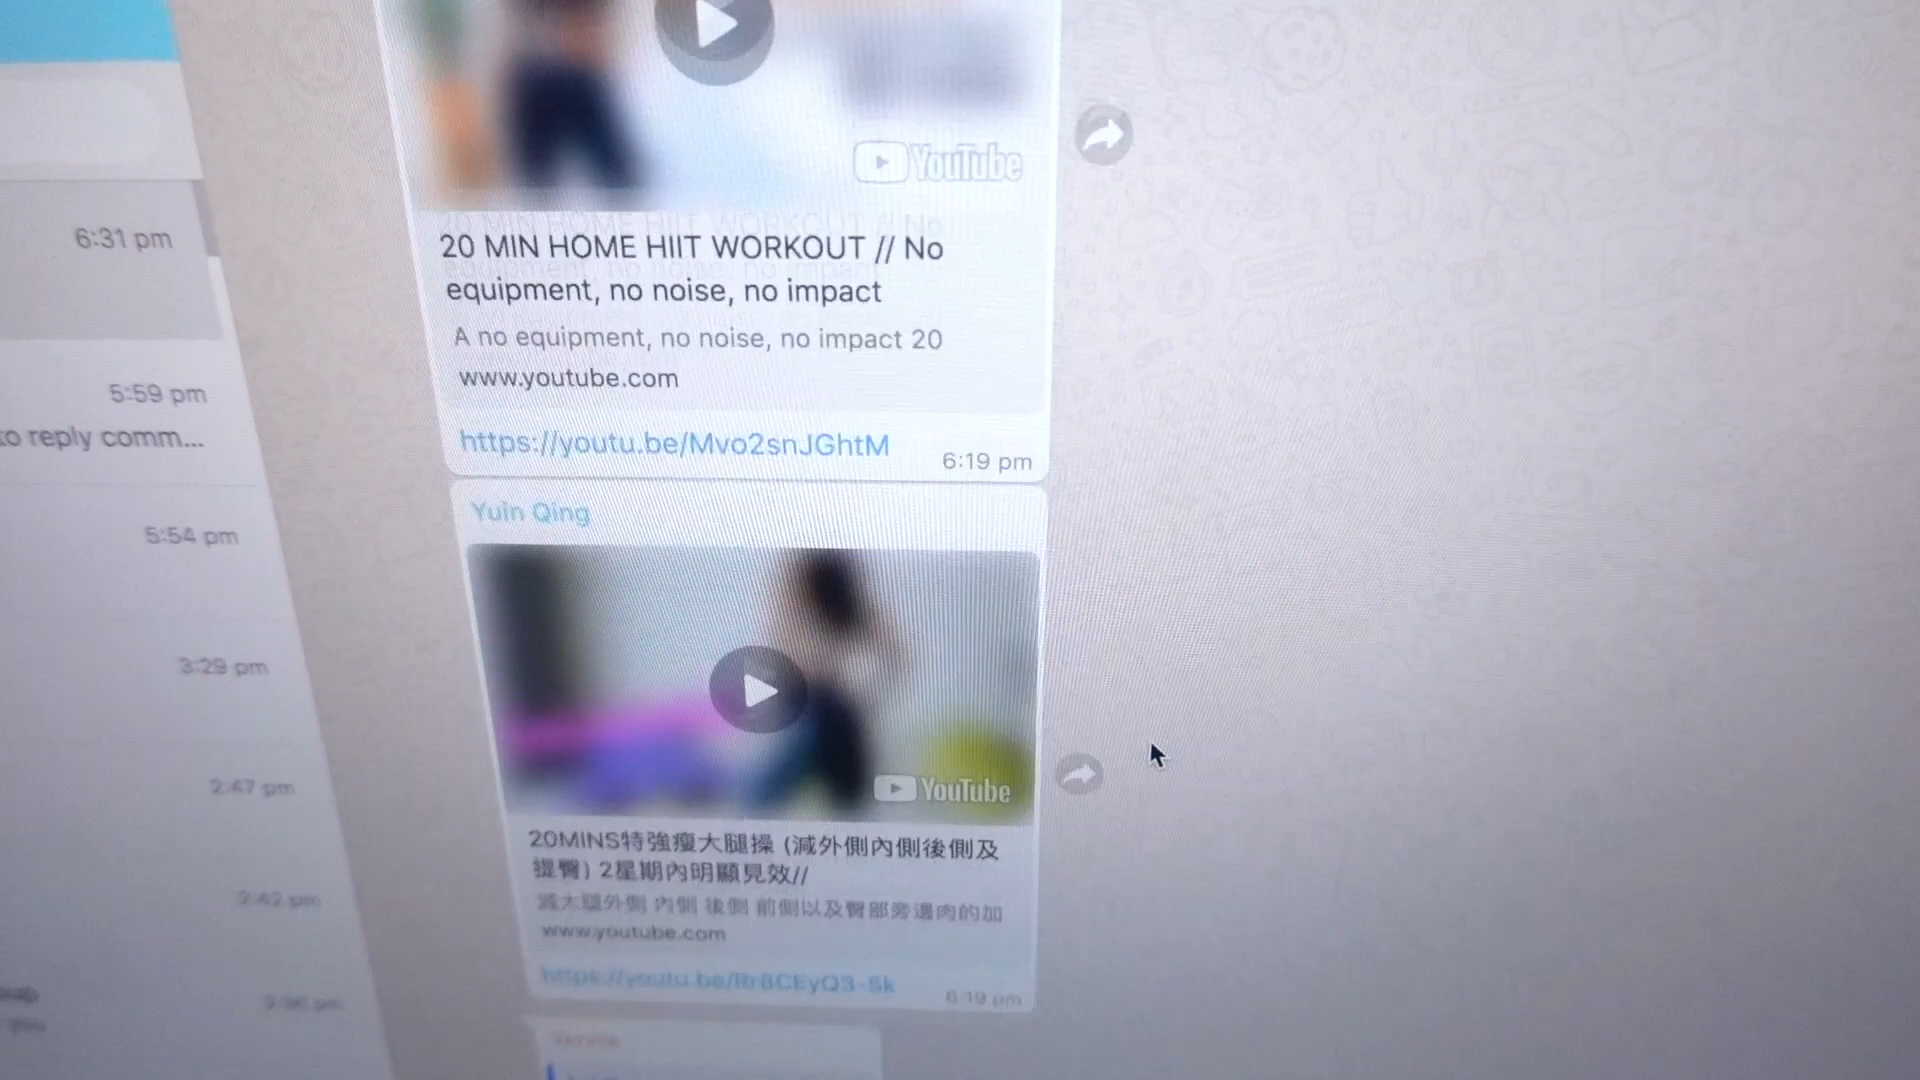 YouTube
20 MIN HOME HIIT WORKOUT // No
equipment, no noise, no impact
A no equipment, no noise, no impact 20
www.youtube.com
https://youtu.be/Mvo2snJGhtM
6:19 pm
Yuin Qing
YouTube
20MINS特強瘦大腿操 (減外側內側後側及
提臀) 2星期內明顯見效//
減大腿外側 內側 後側 前側以及臀部旁邊肉的加
www.youtube.com
https://youtu.be/Rr8CEyQ3-5k
6:19 pm
6:31 pm
5:59 pm
to reply comm...
5:54 pm
3:29 pm
2:47 pm
2:42 pm